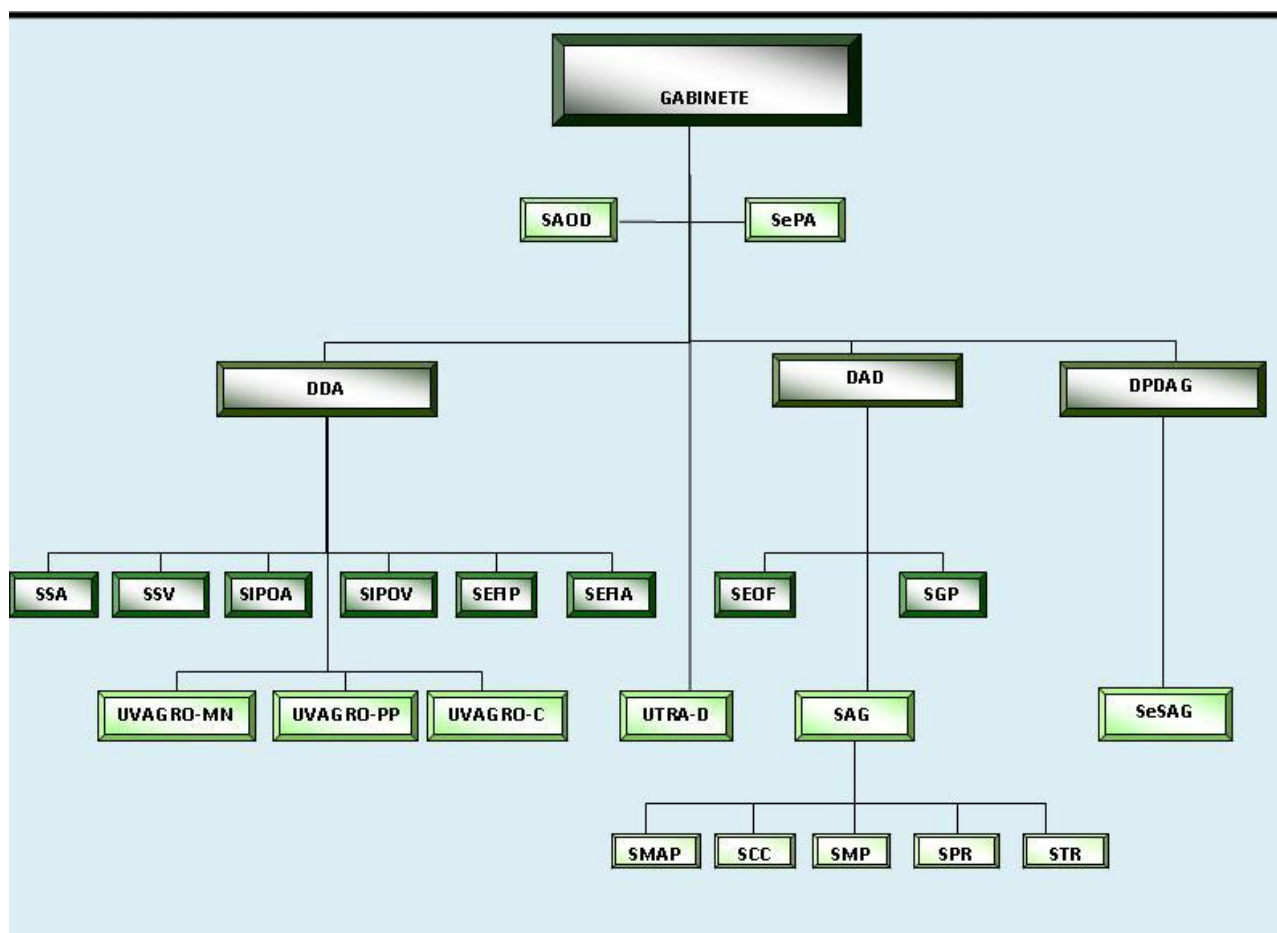 GABINETE
SAOD
SePA
DDA
DAD
DPDAG
SSA
SSV
SIPOA
SIPOV
SEFIP
SEFIA
SEOF
SGP
UVAGRO-MN
UVAGRO-PP
UVAGRO-C
UTRA-D
SAG
SeSAG
SMAP
SCC
SMP
SPR
STR